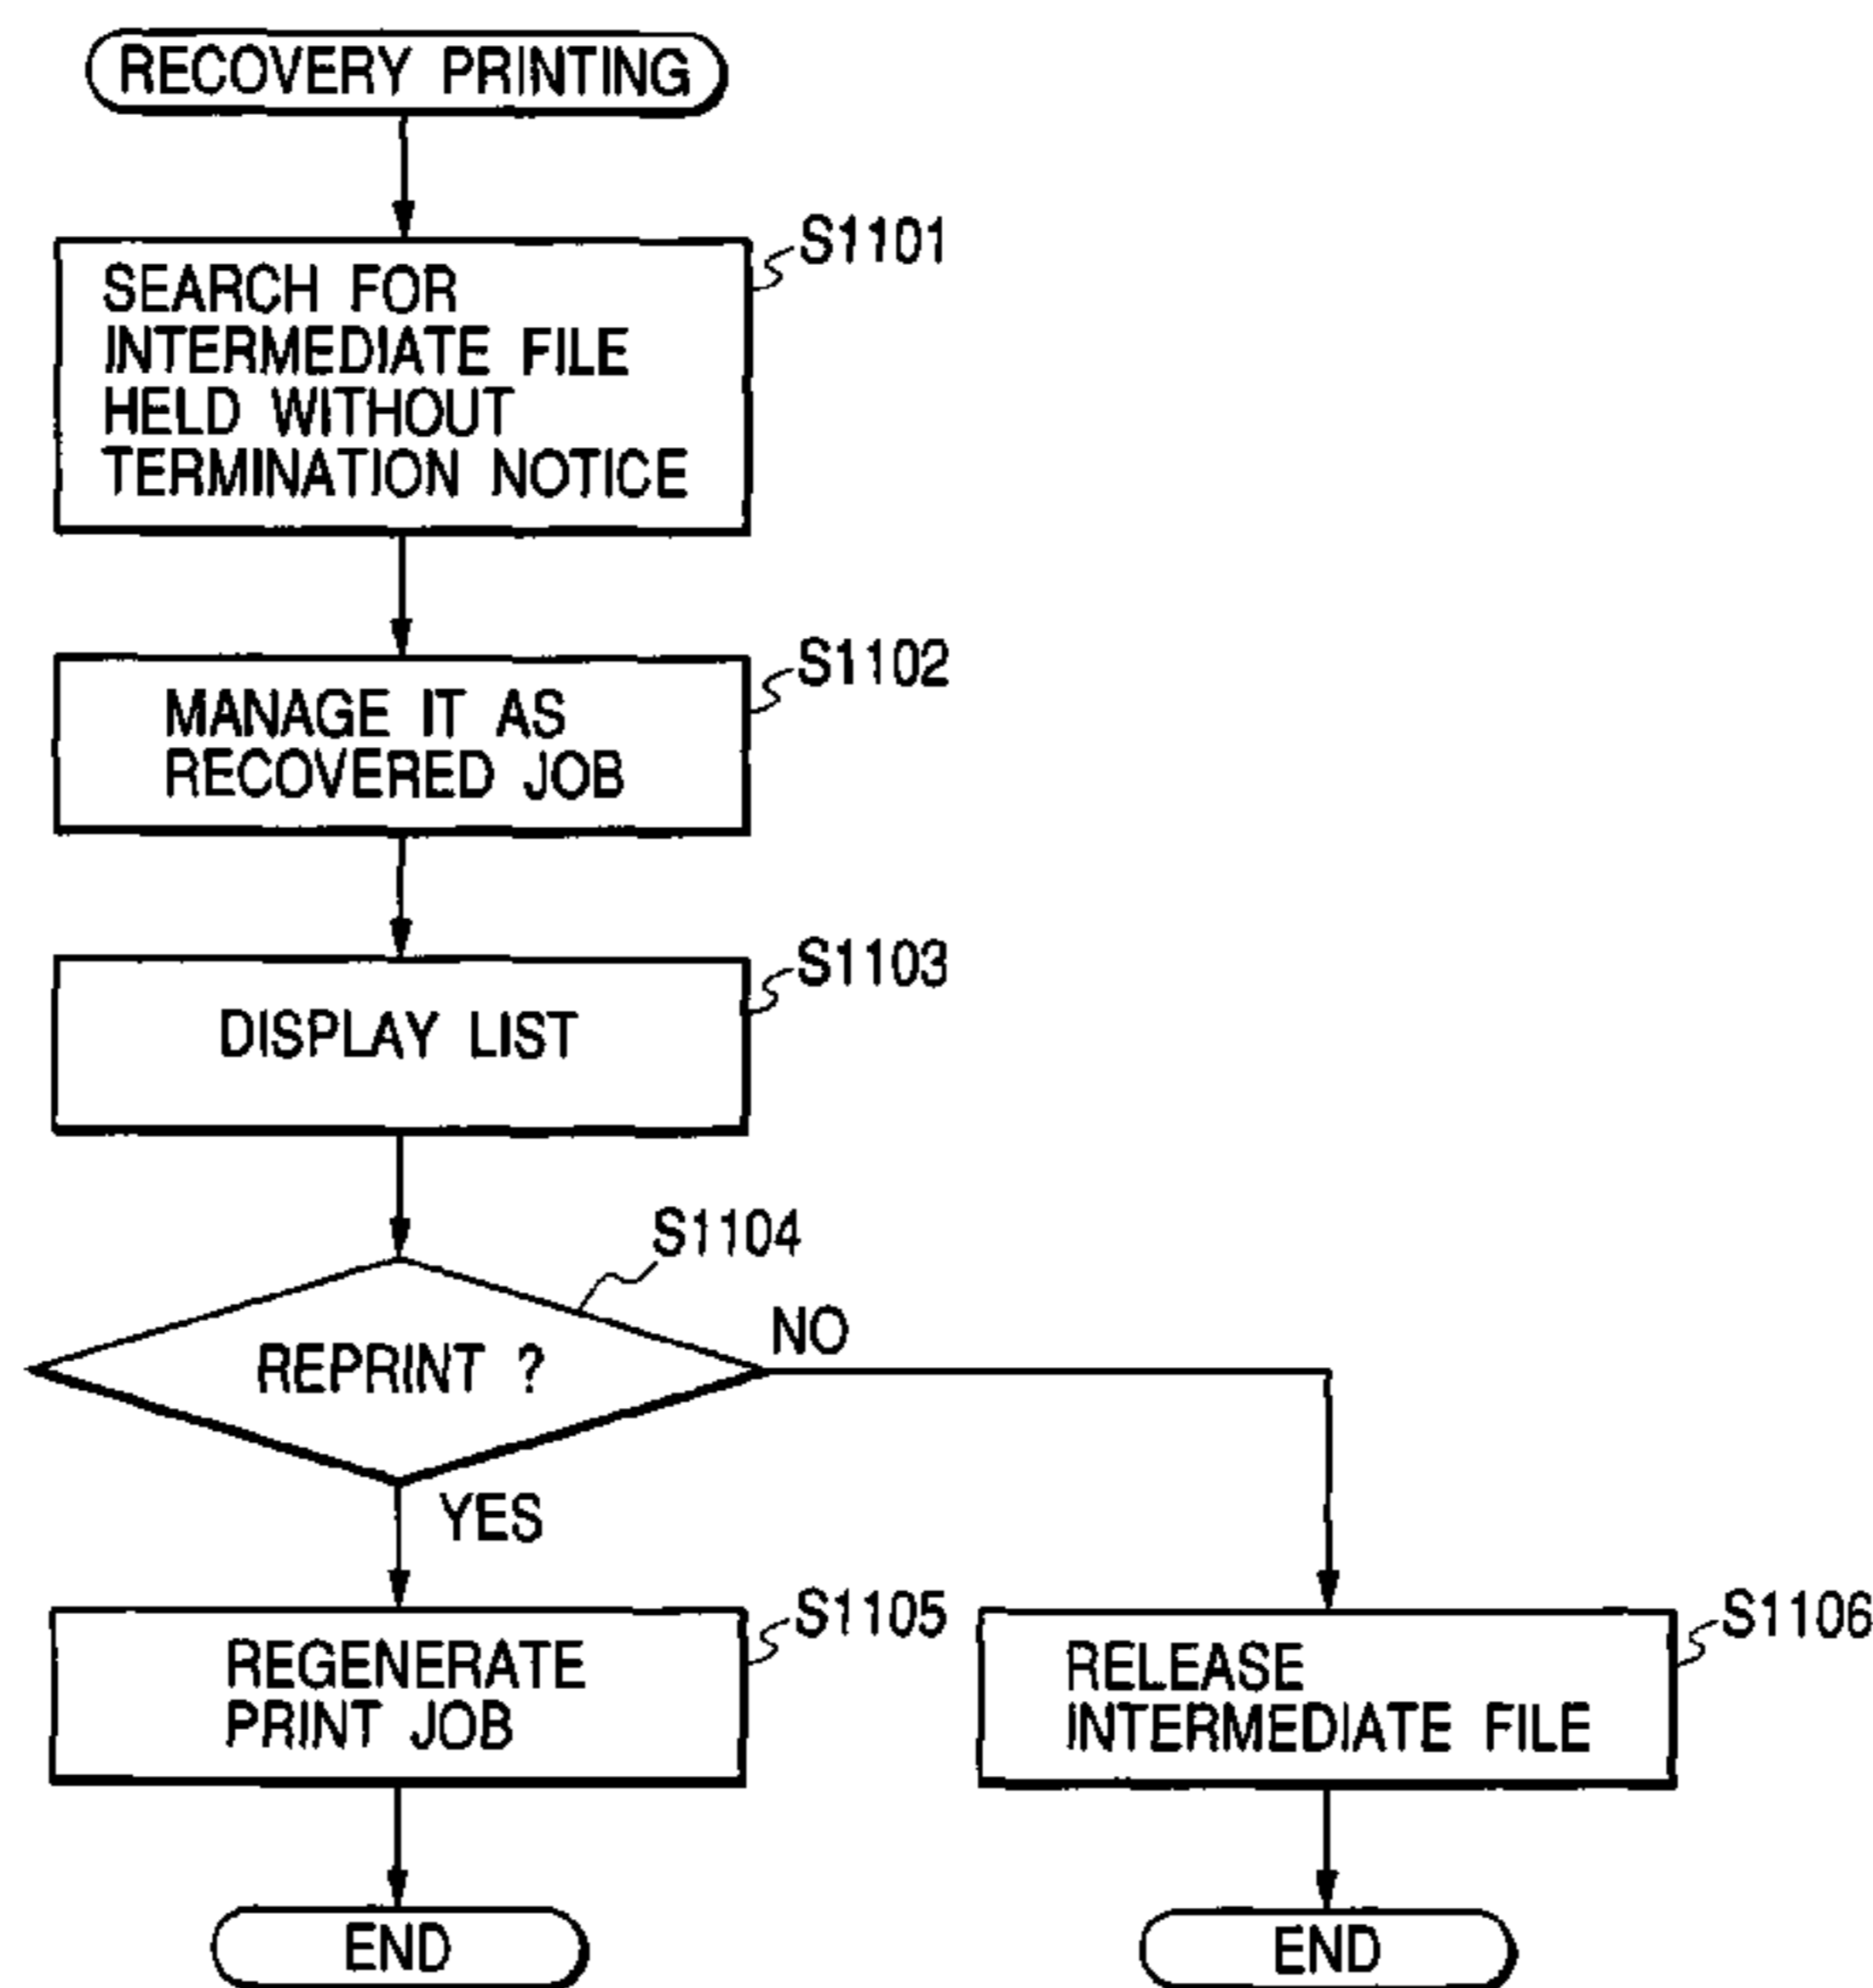 RECOVERY PRINTING
S1101
SEARCH FOR
INTERMEDIATE FILE
HELD WITHOUT
TERMINATION NOTICE
S1102
MANAGE IT AS
RECOVERED JOB
S1103
DISPLAY LIST
S1104
REPRINT ?
NO
YES
S1105
REGENERATE
PRINT JOB
S1106
RELEASE
INTERMEDIATE FILE
END
END